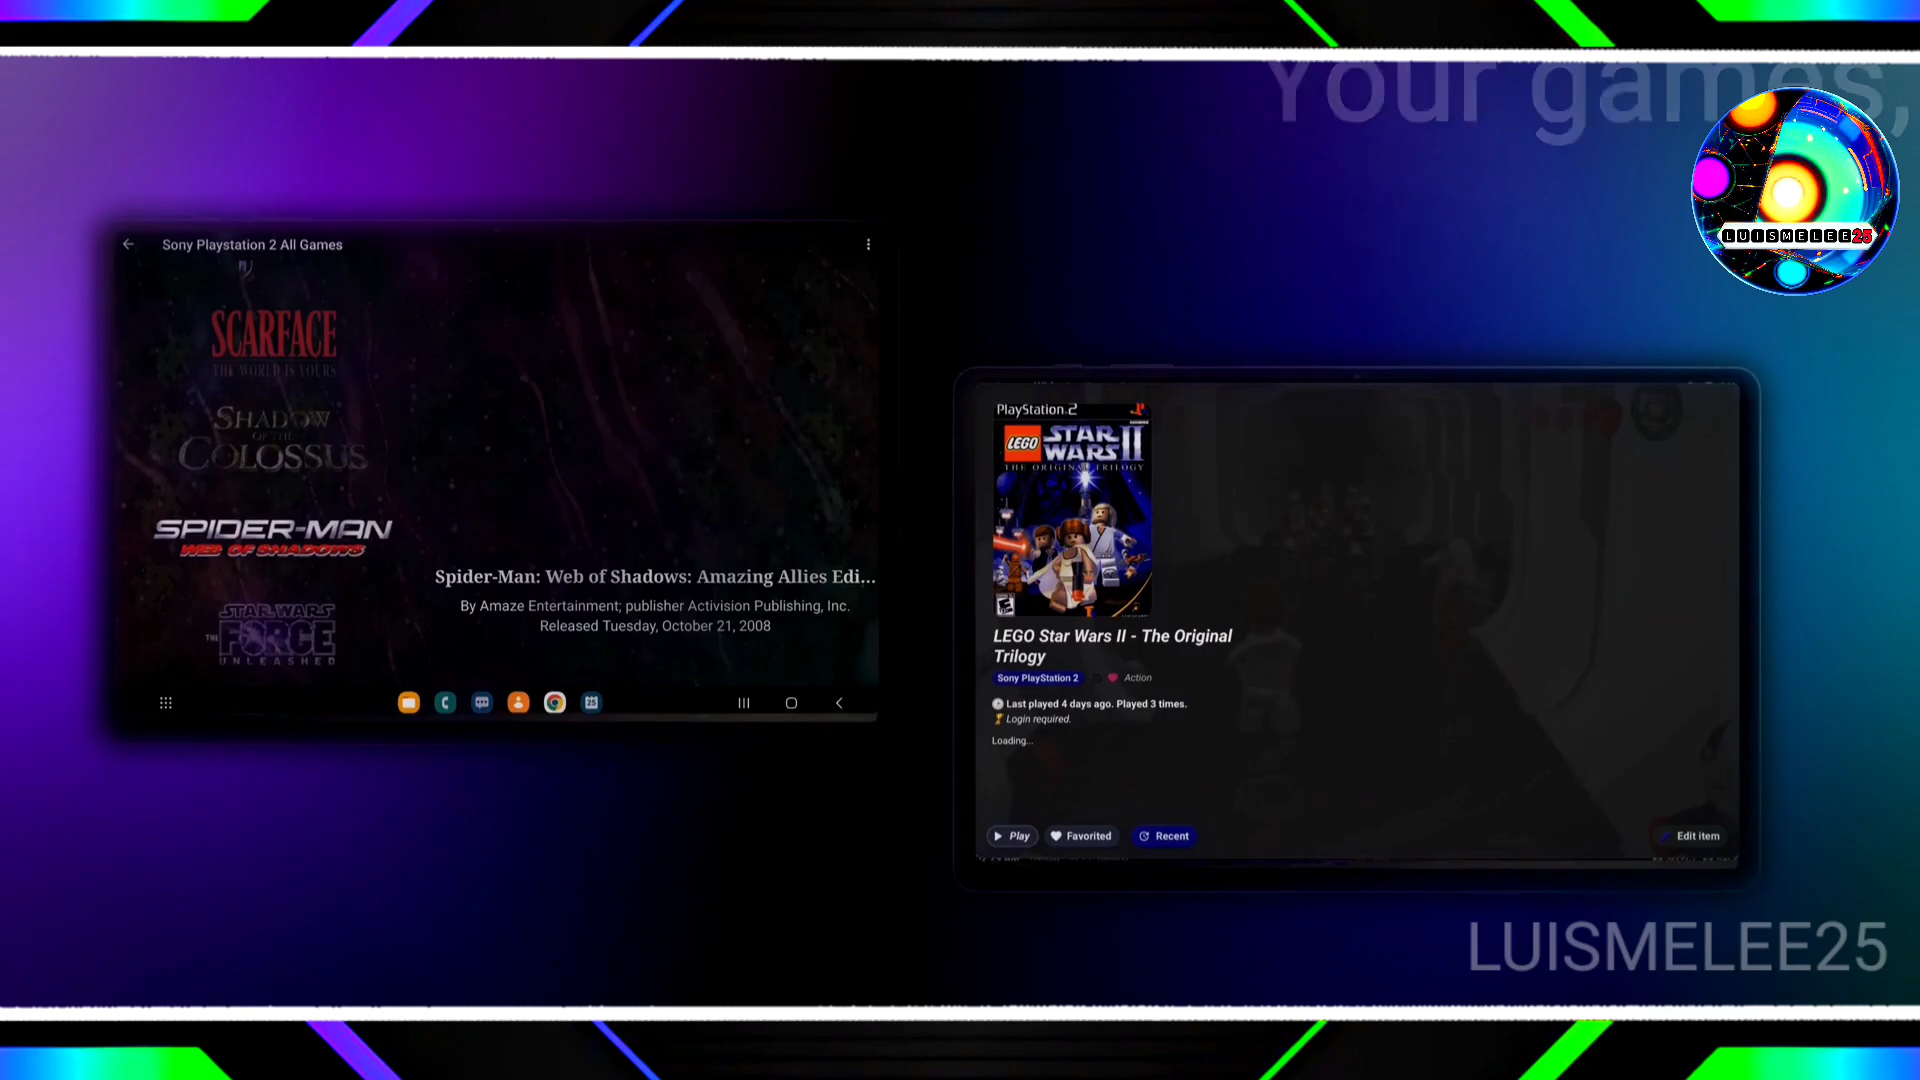 Your games,
LUISMELEE25
Sony Playstation 2 All Games
SCARFACE
THE WORLD IS YOURS
SHADOW
OF THE
COLOSSUS
SPIDER-MAN
WEB OF SHADOWS
Spider-Man: Web of Shadows: Amazing Allies Edi...
By Amaze Entertainment; publisher Activision Publishing, Inc.
Released Tuesday, October 21, 2008
STAR WARS
THE FORCE
UNLEASHED
25
PlayStation 2
LEGO STAR WARS II
THE ORIGINAL TRILOGY
E
LEGO Star Wars II - The Original
Trilogy
Sony PlayStation 2 Action
Last played 4 days ago. Played 3 times.
Login required.
Loading...
Play Favorited Recent Edit item
LUISMELEE25